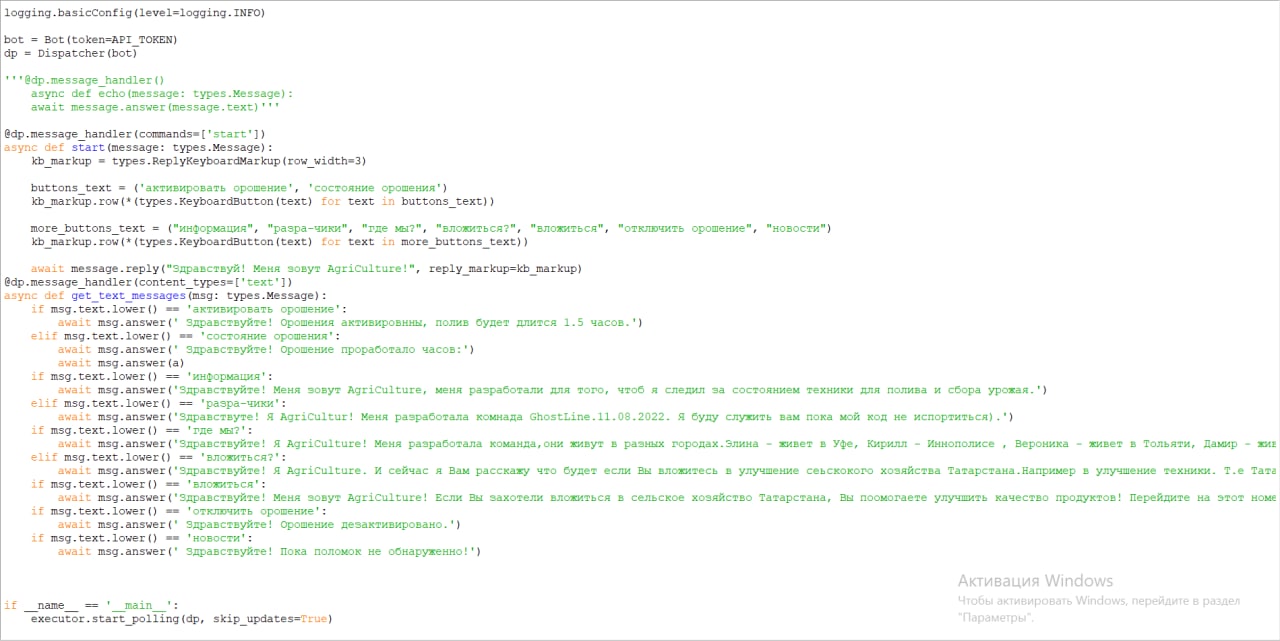 logging.basicConfig(level=logging.INFO)
bot = Bot(token=API_TOKEN)
dp = Dispatcher(bot)
'''@dp.message_handler()
    async def echo(message: types.Message):
    await message.answer(message.text)'''
@dp.message_handler(commands=['start'])
async def start(message: types.Message):
    kb_markup = types.ReplyKeyboardMarkup(row_width=3)
    buttons_text = ('активировать орошение', 'состояние орошения')
    kb_markup.row(*(types.KeyboardButton(text) for text in buttons_text))
    more_buttons_text = ("информация", "разра-чики", "где мы?", "вложиться?", "вложиться", "отключить орошение", "новости")
    kb_markup.row(*(types.KeyboardButton(text) for text in more_buttons_text))
    await message.reply("Здравствуй! Меня зовут AgriCulture!", reply_markup=kb_markup)
@dp.message_handler(content_types=['text'])
async def get_text_messages(msg: types.Message):
    if msg.text.lower() == 'активировать орошение':
        await msg.answer(' Здравствуйте! Орошения активировнны, полив будет длится 1.5 часов.')
    elif msg.text.lower() == 'состояние орошения':
        await msg.answer(' Здравствуйте! Орошение проработало часов:')
        await msg.answer(a)
    if msg.text.lower() == 'информация':
        await msg.answer('Здравствуйте! Меня зовут AgriCulture, меня разработали для того, чтоб я следил за состоянием техники для полива и сбора урожая.')
    elif msg.text.lower() == 'разра-чики':
        await msg.answer('Здравствуте! Я AgriCultur! Меня разработала комнада GhostLine.11.08.2022. Я буду служить вам пока мой код не испортиться).')
    if msg.text.lower() == 'где мы?':
        await msg.answer('Здравствуйте! Я AgriCulture! Меня разработала команда,они живут в разных городах.Элина - живет в Уфе, Кирилл - Иннополисе , Вероника - живет в Тольяти, Дамир - жив
    elif msg.text.lower() == 'вложиться?':
        await msg.answer('Здравствуйте! Я AgriCulture. И сейчас я Вам расскажу что будет если Вы вложитесь в улучшение сеьскокого хозяйства Татарстана.Например в улучшение техники. Т.е Тата
    if msg.text.lower() == 'вложиться':
        await msg.answer('Здравствуйте! Меня зовут AgriCulture! Если Вы захотели вложиться в сельское хозяйство Татарстана, Вы поомогаете улучшить качество продуктов! Перейдите на этот номе
    if msg.text.lower() == 'отключить орошение':
        await msg.answer(' Здравствуйте! Орошение дезактивировано.')
    if msg.text.lower() == 'новости':
        await msg.answer(' Здравствуйте! Пока поломок не обнаруженно!')
Активация Windows
Чтобы активировать Windows, перейдите в раздел
"Параметры".
if __name__ == '__main__':
    executor.start_polling(dp, skip_updates=True)